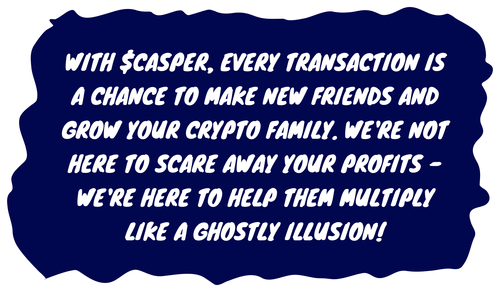 WITH $CASPER, EVERY TRANSACTION IS
A CHANCE TO MAKE NEW FRIENDS AND
GROW YOUR CRYPTO FAMILY. WE'RE NOT
HERE TO SCARE AWAY YOUR PROFITS -
WE'RE HERE TO HELP THEM MULTIPLY
LIKE A GHOSTLY ILLUSION!